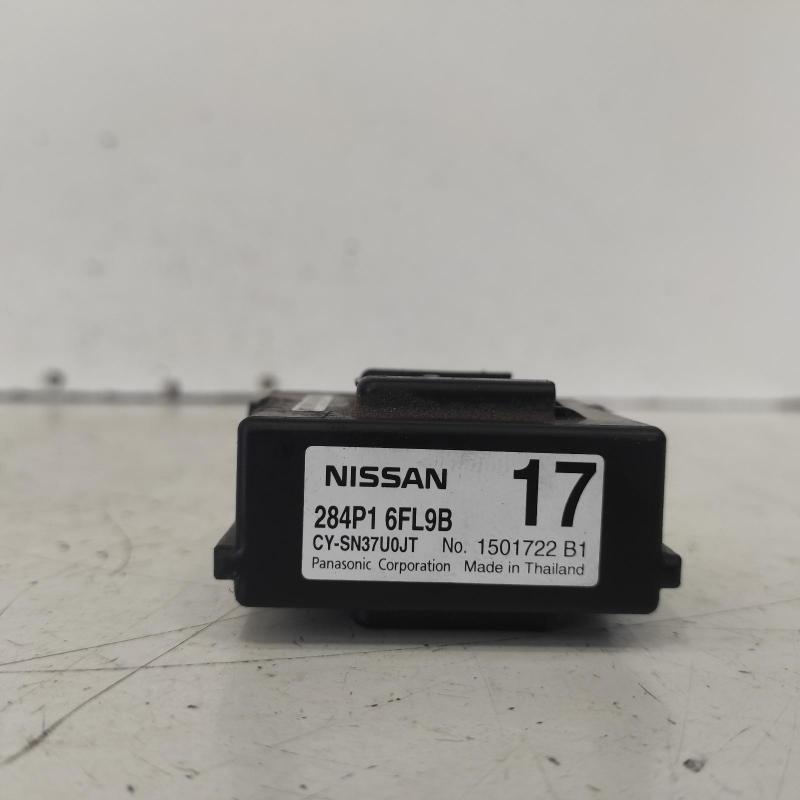 NISSAN 17
284P1 6FL9B
CY-SN37U0JT No. 1501722 B1
Panasonic Corporation Made in Thailand